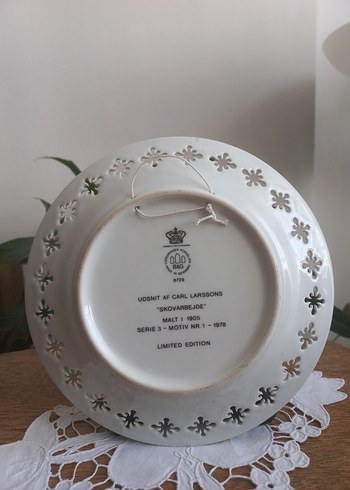 B&G
UDSNIT AF CARL LARSSONS
"SKOVARBEJDE"
MALT I 1905
SERIE 3 - MOTIV NR. 1 - 1978
LIMITED EDITION